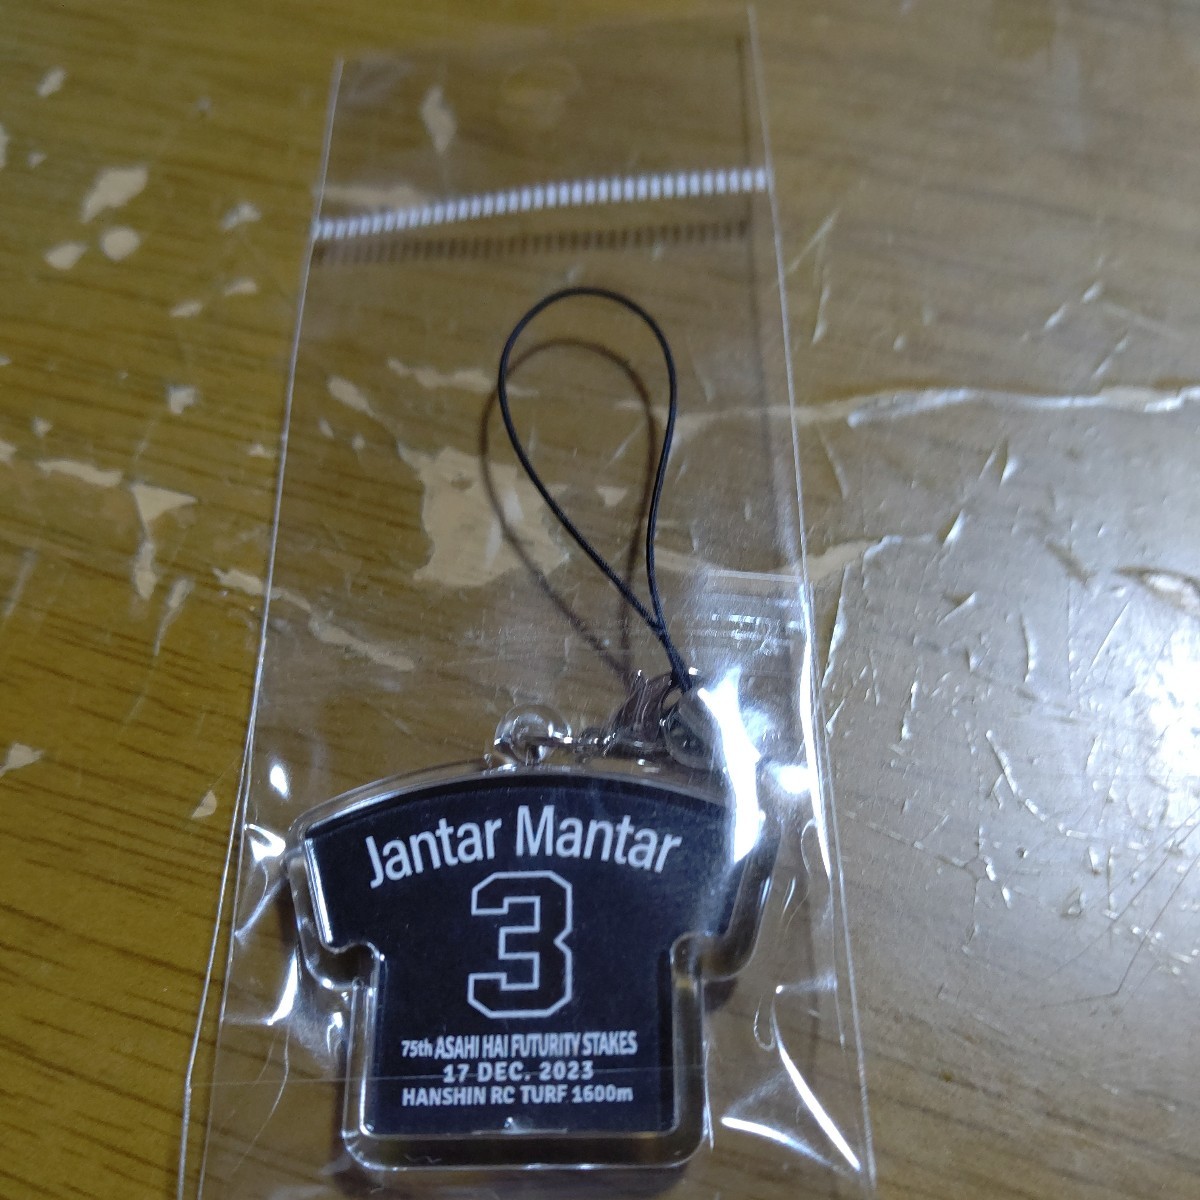 Jantar Mantar
3
75th ASAHI HAI FUTURITY STAKES
17 DEC. 2023
HANSHIN RC TURF 1600m